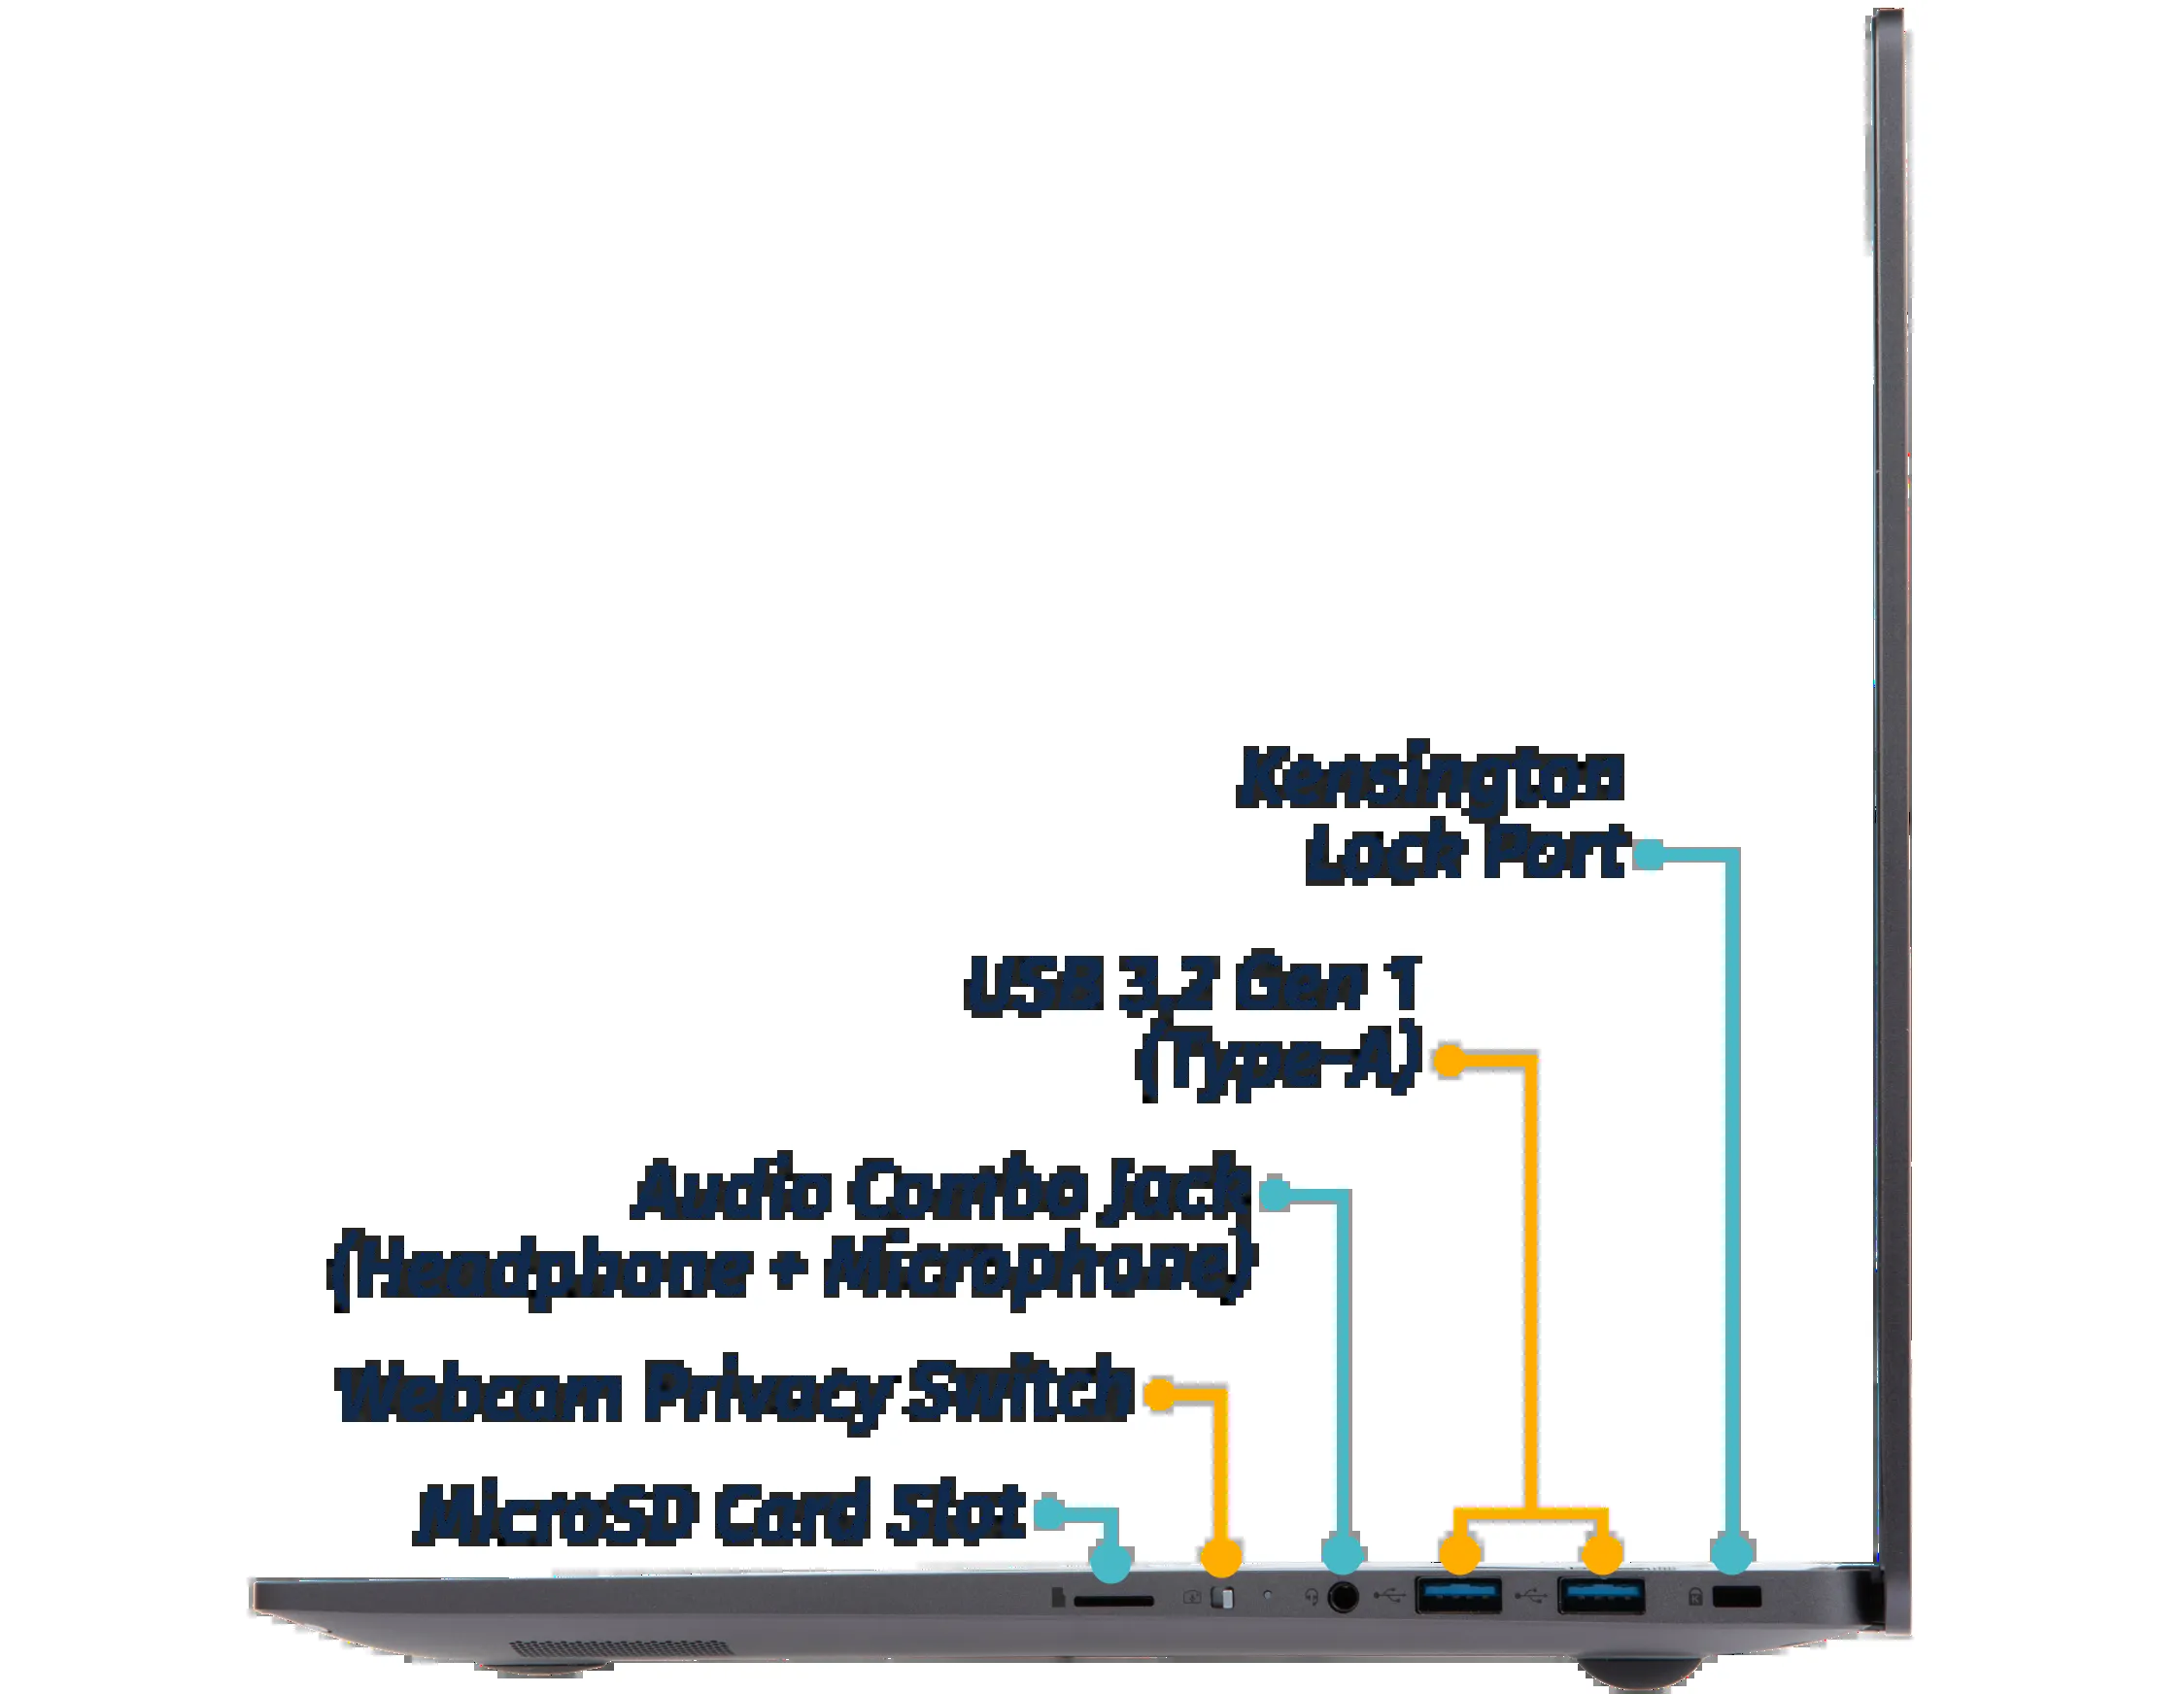 Kensington
Lock Port
USB 3.2 Gen 1
(Type-A)
Audio Combo Jack
(Headphone + Microphone)
Webcam Privacy Switch
MicroSD Card Slot